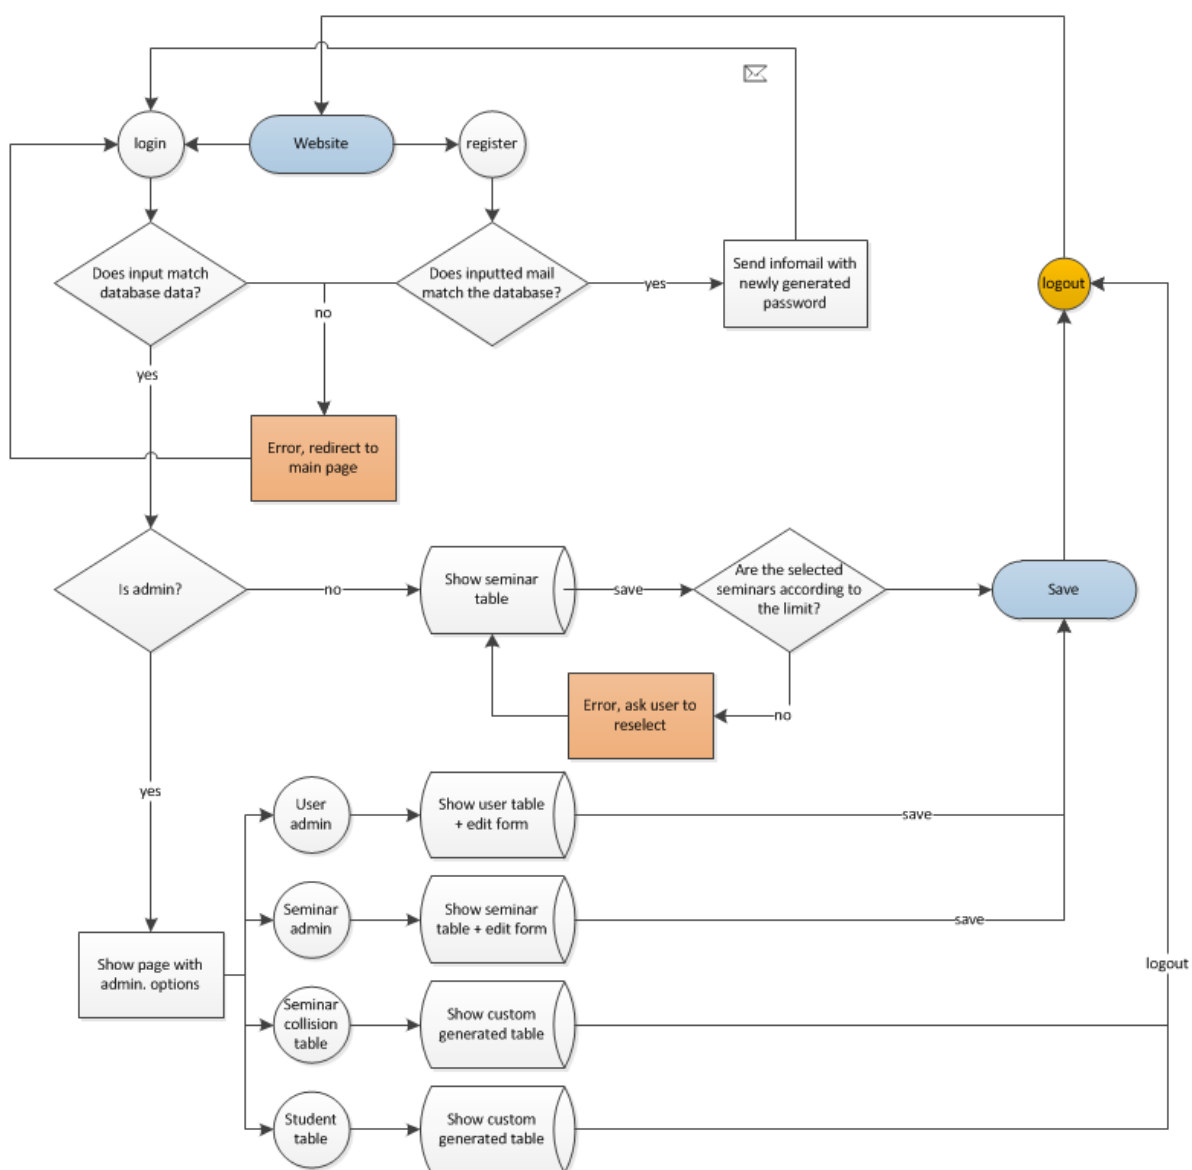 login
Website
register
Does input match
database data?
Does inputted mail
match the database?
yes
Send infomail with
newly generated
password
logout
no
yes
Error, redirect to
main page
Is admin?
no
Show seminar
table
save
Are the selected
seminars according to
the limit?
Save
Error, ask user to
reselect
no
yes
User
admin
Show user table
+ edit form
save
Seminar
admin
Show seminar
table + edit form
save
Show page with
admin. options
logout
Seminar
collision
table
Show custom
generated table
Student
table
Show custom
generated table